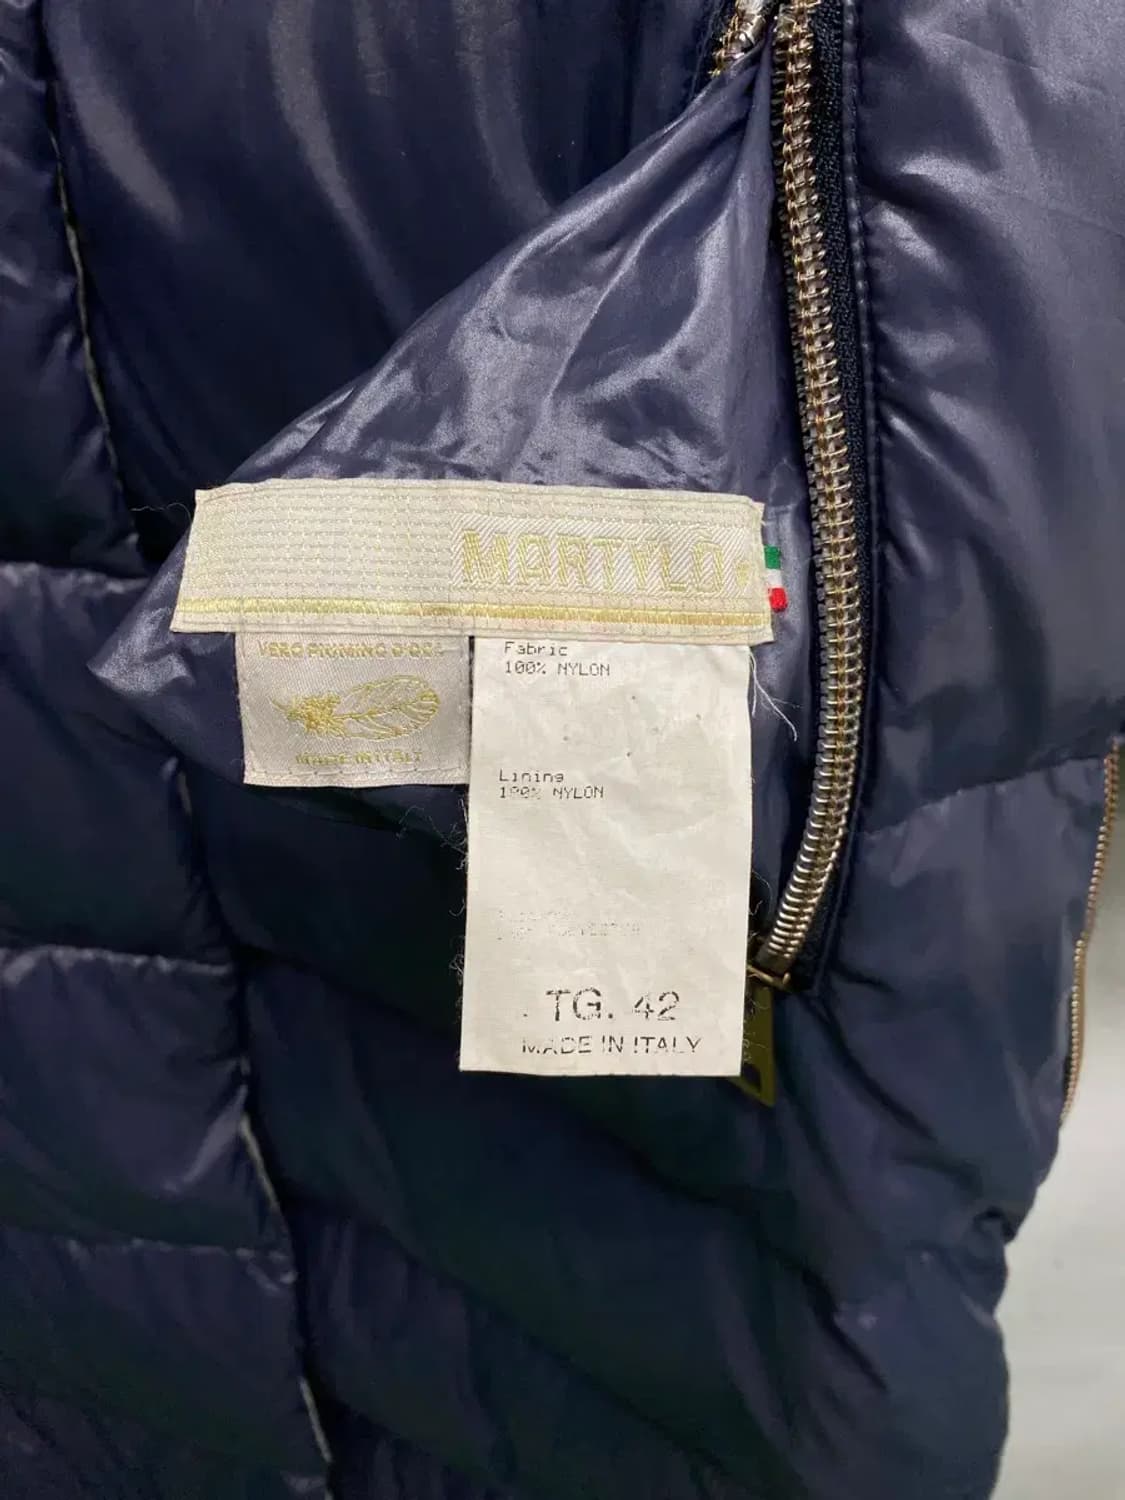 MARTYLÒ
VERO PIUMINO D'OCA
MADE IN ITALY
Fabric
100% NYLON
Lining
100% NYLON
TG. 42
MADE IN ITALY